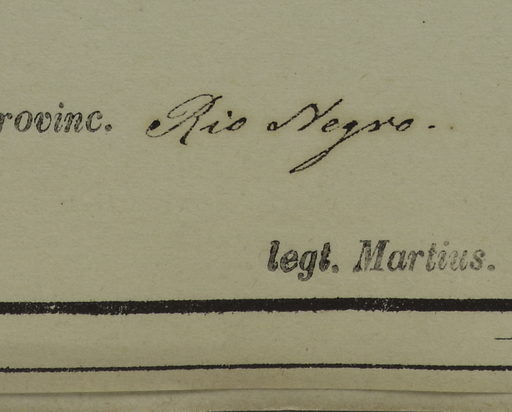 rovinc. Rio Negro.
legt. Martius.